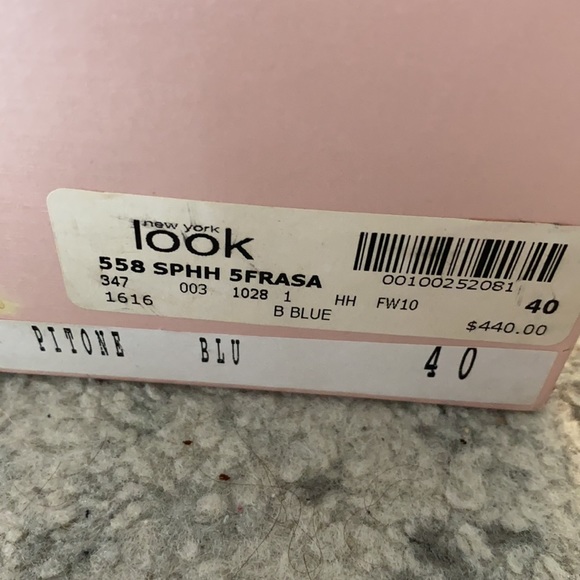 new york
look
00100252081
558 SPHH 5FRASA
347 003 1028 1 HH FW10 40
1616 B BLUE $440.00
PITONE BLU 40